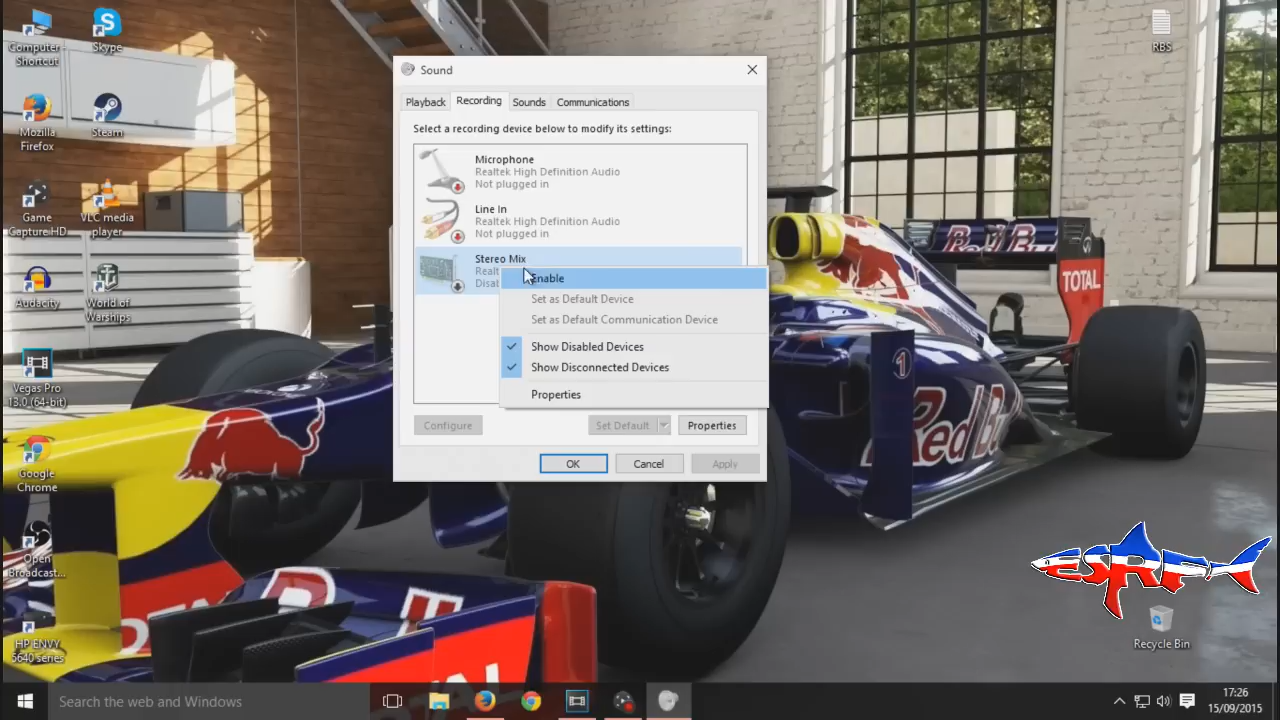 Computer - Shortcut
Skype
Mozilla Firefox
Steam
Game Capture HD
VLC media player
Audacity
World of Warships
Vegas Pro 13.0 (64-bit)
Google Chrome
Open Broadcast...
HP ENVY 5640 series
RBS
Sound
Playback
Recording
Sounds
Communications
Select a recording device below to modify its settings:
Microphone
Realtek High Definition Audio
Not plugged in
Line In
Realtek High Definition Audio
Not plugged in
Stereo Mix
Enable
Set as Default Device
Set as Default Communication Device
Show Disabled Devices
Show Disconnected Devices
Properties
Configure
Set Default
Properties
OK
Cancel
Apply
TOTAL
1
Red Bu
ESRF
Recycle Bin
Search the web and Windows
17:26
15/09/2015